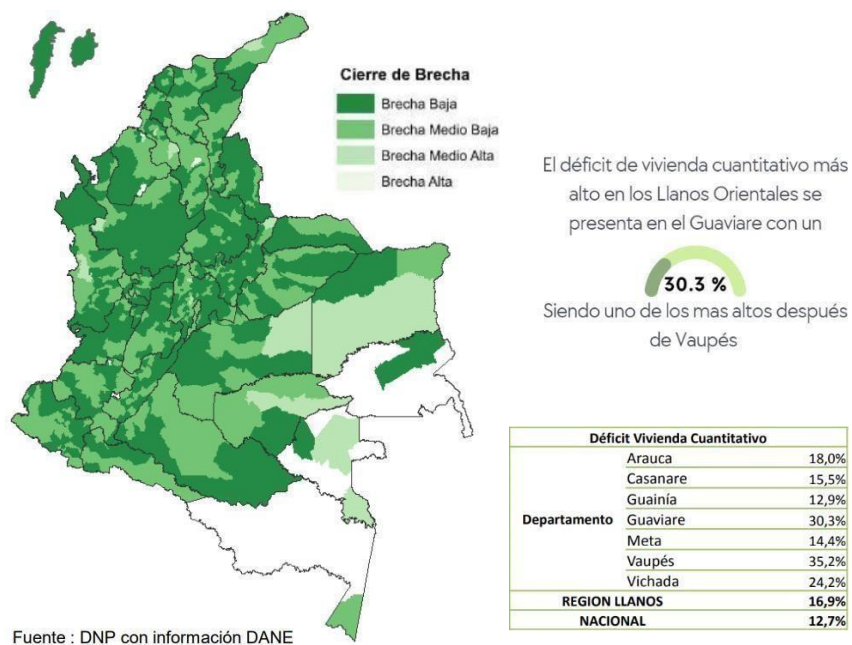 Cierre de Brecha
Brecha Baja
Brecha Medio Baja
Brecha Medio Alta
Brecha Alta
El déficit de vivienda cuantitativo más
alto en los Llanos Orientales se
presenta en el Guaviare con un
30.3 %
Siendo uno de los mas altos después
de Vaupés
Déficit Vivienda Cuantitativo
Departamento
Arauca 18,0%
Casanare 15,5%
Guainía 12,9%
Guaviare 30,3%
Meta 14,4%
Vaupés 35,2%
Vichada 24,2%
REGION LLANOS 16,9%
NACIONAL 12,7%
Fuente : DNP con información DANE